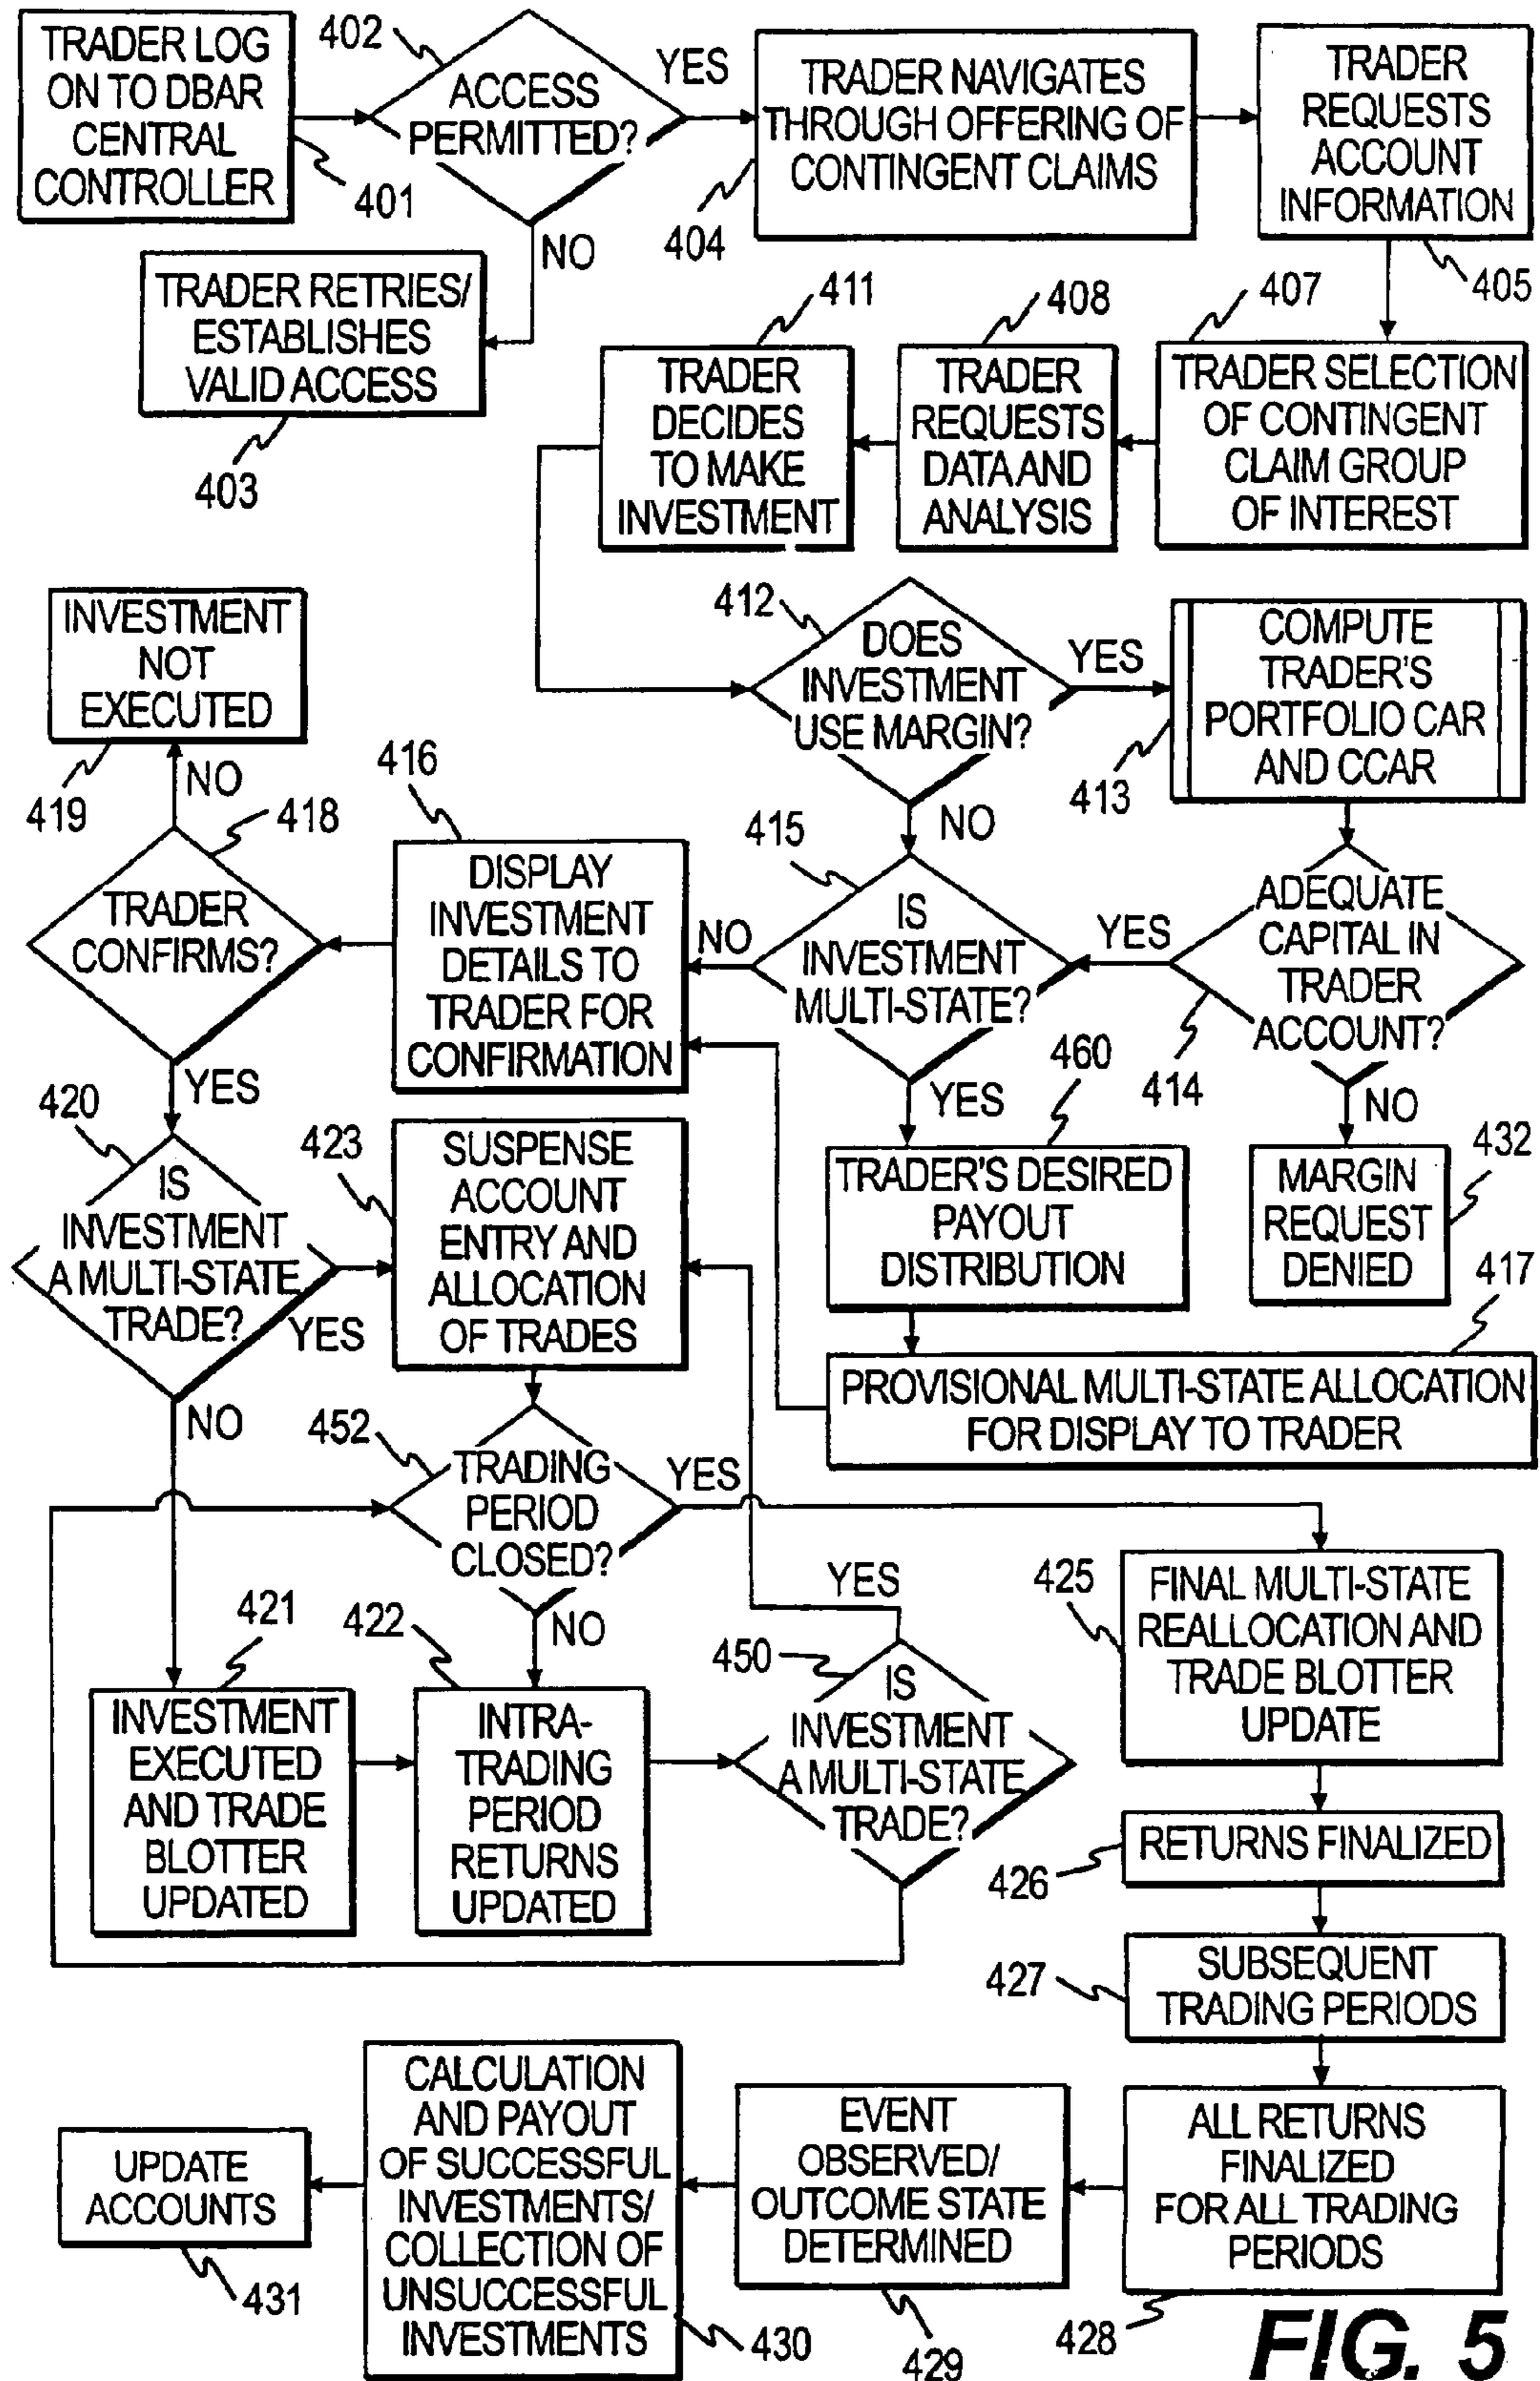 TRADER LOG
ON TO DBAR
CENTRAL
CONTROLLER
401
402
ACCESS
PERMITTED?
YES
NO
TRADER RETRIES/
ESTABLISHES
VALID ACCESS
403
TRADER NAVIGATES
THROUGH OFFERING OF
CONTINGENT CLAIMS
404
TRADER
REQUESTS
ACCOUNT
INFORMATION
405
407
TRADER SELECTION
OF CONTINGENT
CLAIM GROUP
OF INTEREST
408
TRADER
REQUESTS
DATA AND
ANALYSIS
411
TRADER
DECIDES
TO MAKE
INVESTMENT
412
DOES
INVESTMENT
USE MARGIN?
YES
NO
COMPUTE
TRADER'S
PORTFOLIO CAR
AND CCAR
413
ADEQUATE
CAPITAL IN
TRADER
ACCOUNT?
414
YES
NO
MARGIN
REQUEST
DENIED
432
415
IS
INVESTMENT
MULTI-STATE?
NO
YES
460
TRADER'S DESIRED
PAYOUT
DISTRIBUTION
417
PROVISIONAL MULTI-STATE ALLOCATION
FOR DISPLAY TO TRADER
416
DISPLAY
INVESTMENT
DETAILS TO
TRADER FOR
CONFIRMATION
418
TRADER
CONFIRMS?
NO
INVESTMENT
NOT
EXECUTED
419
YES
420
IS
INVESTMENT
A MULTI-STATE
TRADE?
YES
NO
423
SUSPENSE
ACCOUNT
ENTRY AND
ALLOCATION
OF TRADES
452
TRADING
PERIOD
CLOSED?
YES
NO
421
INVESTMENT
EXECUTED
AND TRADE
BLOTTER
UPDATED
422
INTRA-
TRADING
PERIOD
RETURNS
UPDATED
450
IS
INVESTMENT
A MULTI-STATE
TRADE?
YES
425
FINAL MULTI-STATE
REALLOCATION AND
TRADE BLOTTER
UPDATE
RETURNS FINALIZED
426
SUBSEQUENT
TRADING PERIODS
427
ALL RETURNS
FINALIZED
FOR ALL TRADING
PERIODS
428
EVENT
OBSERVED/
OUTCOME STATE
DETERMINED
429
CALCULATION
AND PAYOUT
OF SUCCESSFUL
INVESTMENTS/
COLLECTION OF
UNSUCCESSFUL
INVESTMENTS
430
UPDATE
ACCOUNTS
431
FIG. 5